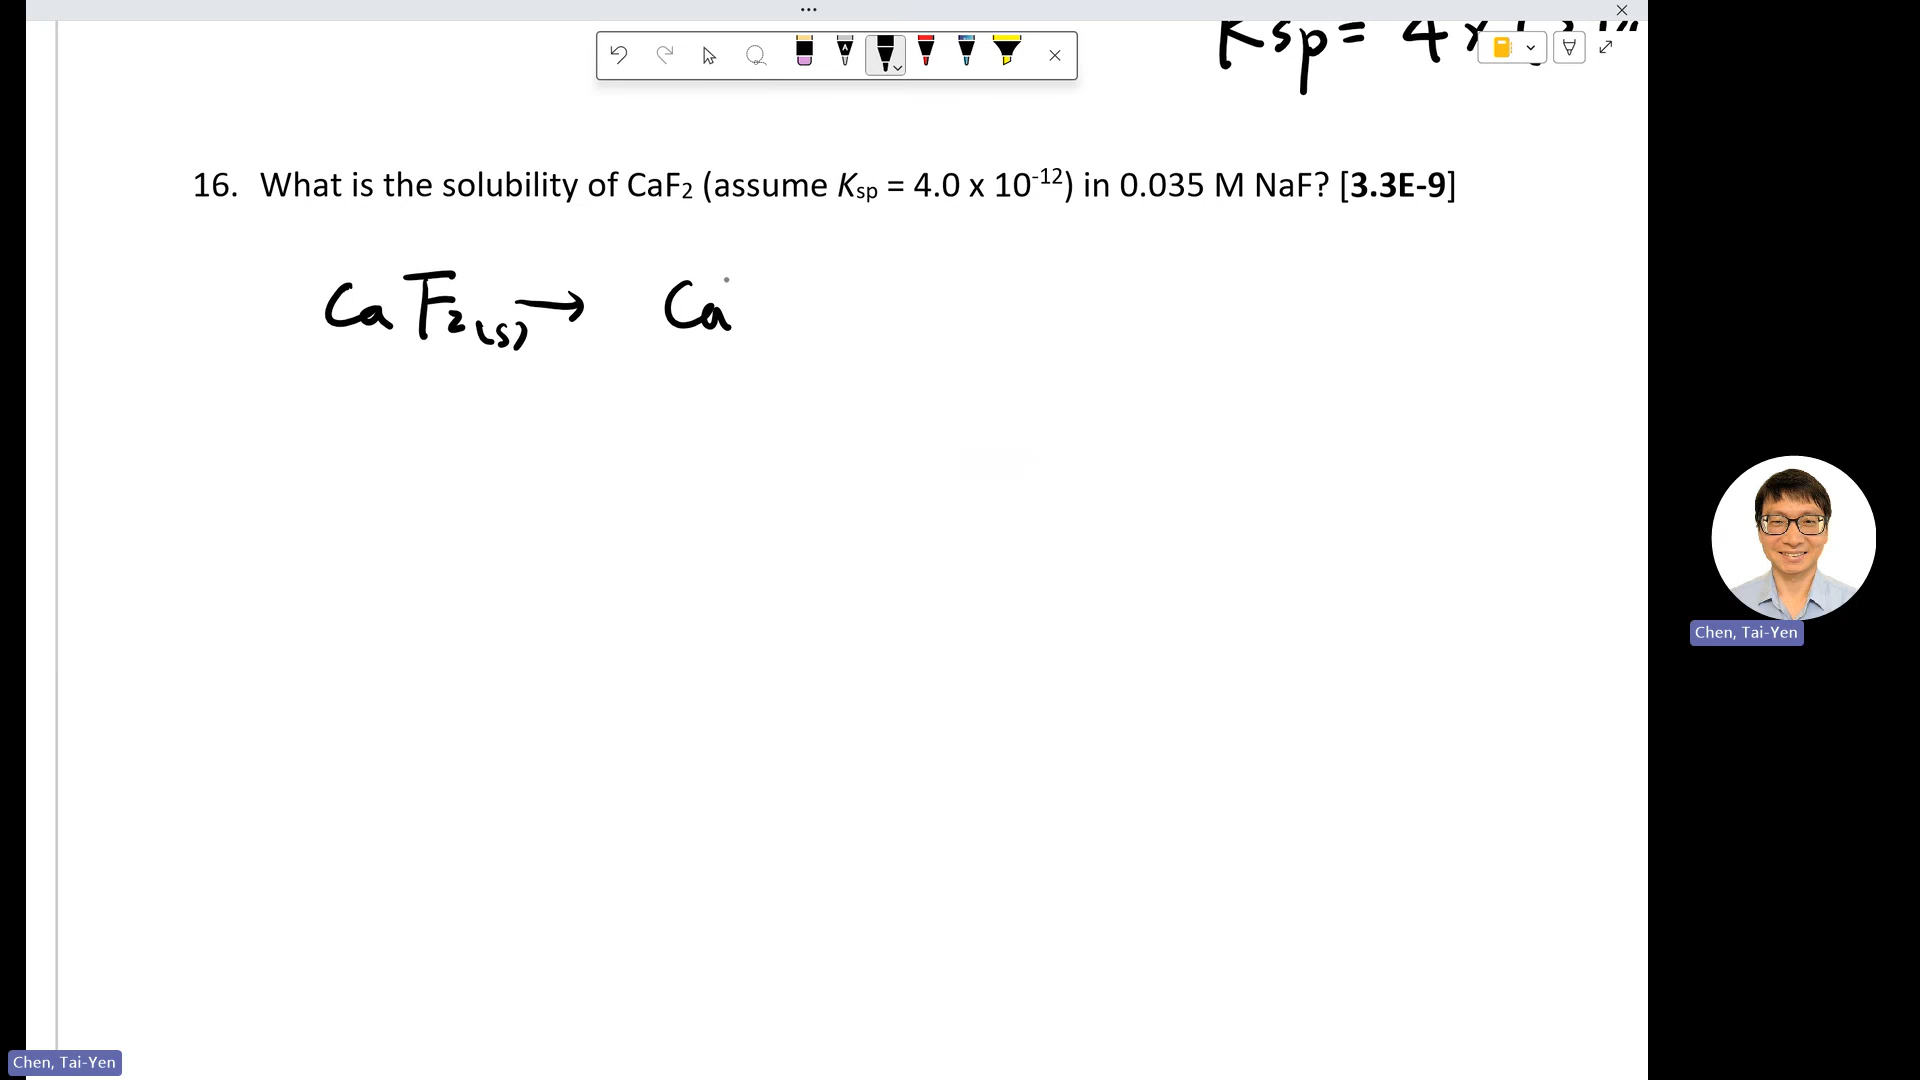 Ksp = 4
16. What is the solubility of CaF₂ (assume Ksp = 4.0 x 10⁻¹²) in 0.035 M NaF? [3.3E-9]
CaF₂(s) → Ca
Chen, Tai-Yen
Chen, Tai-Yen